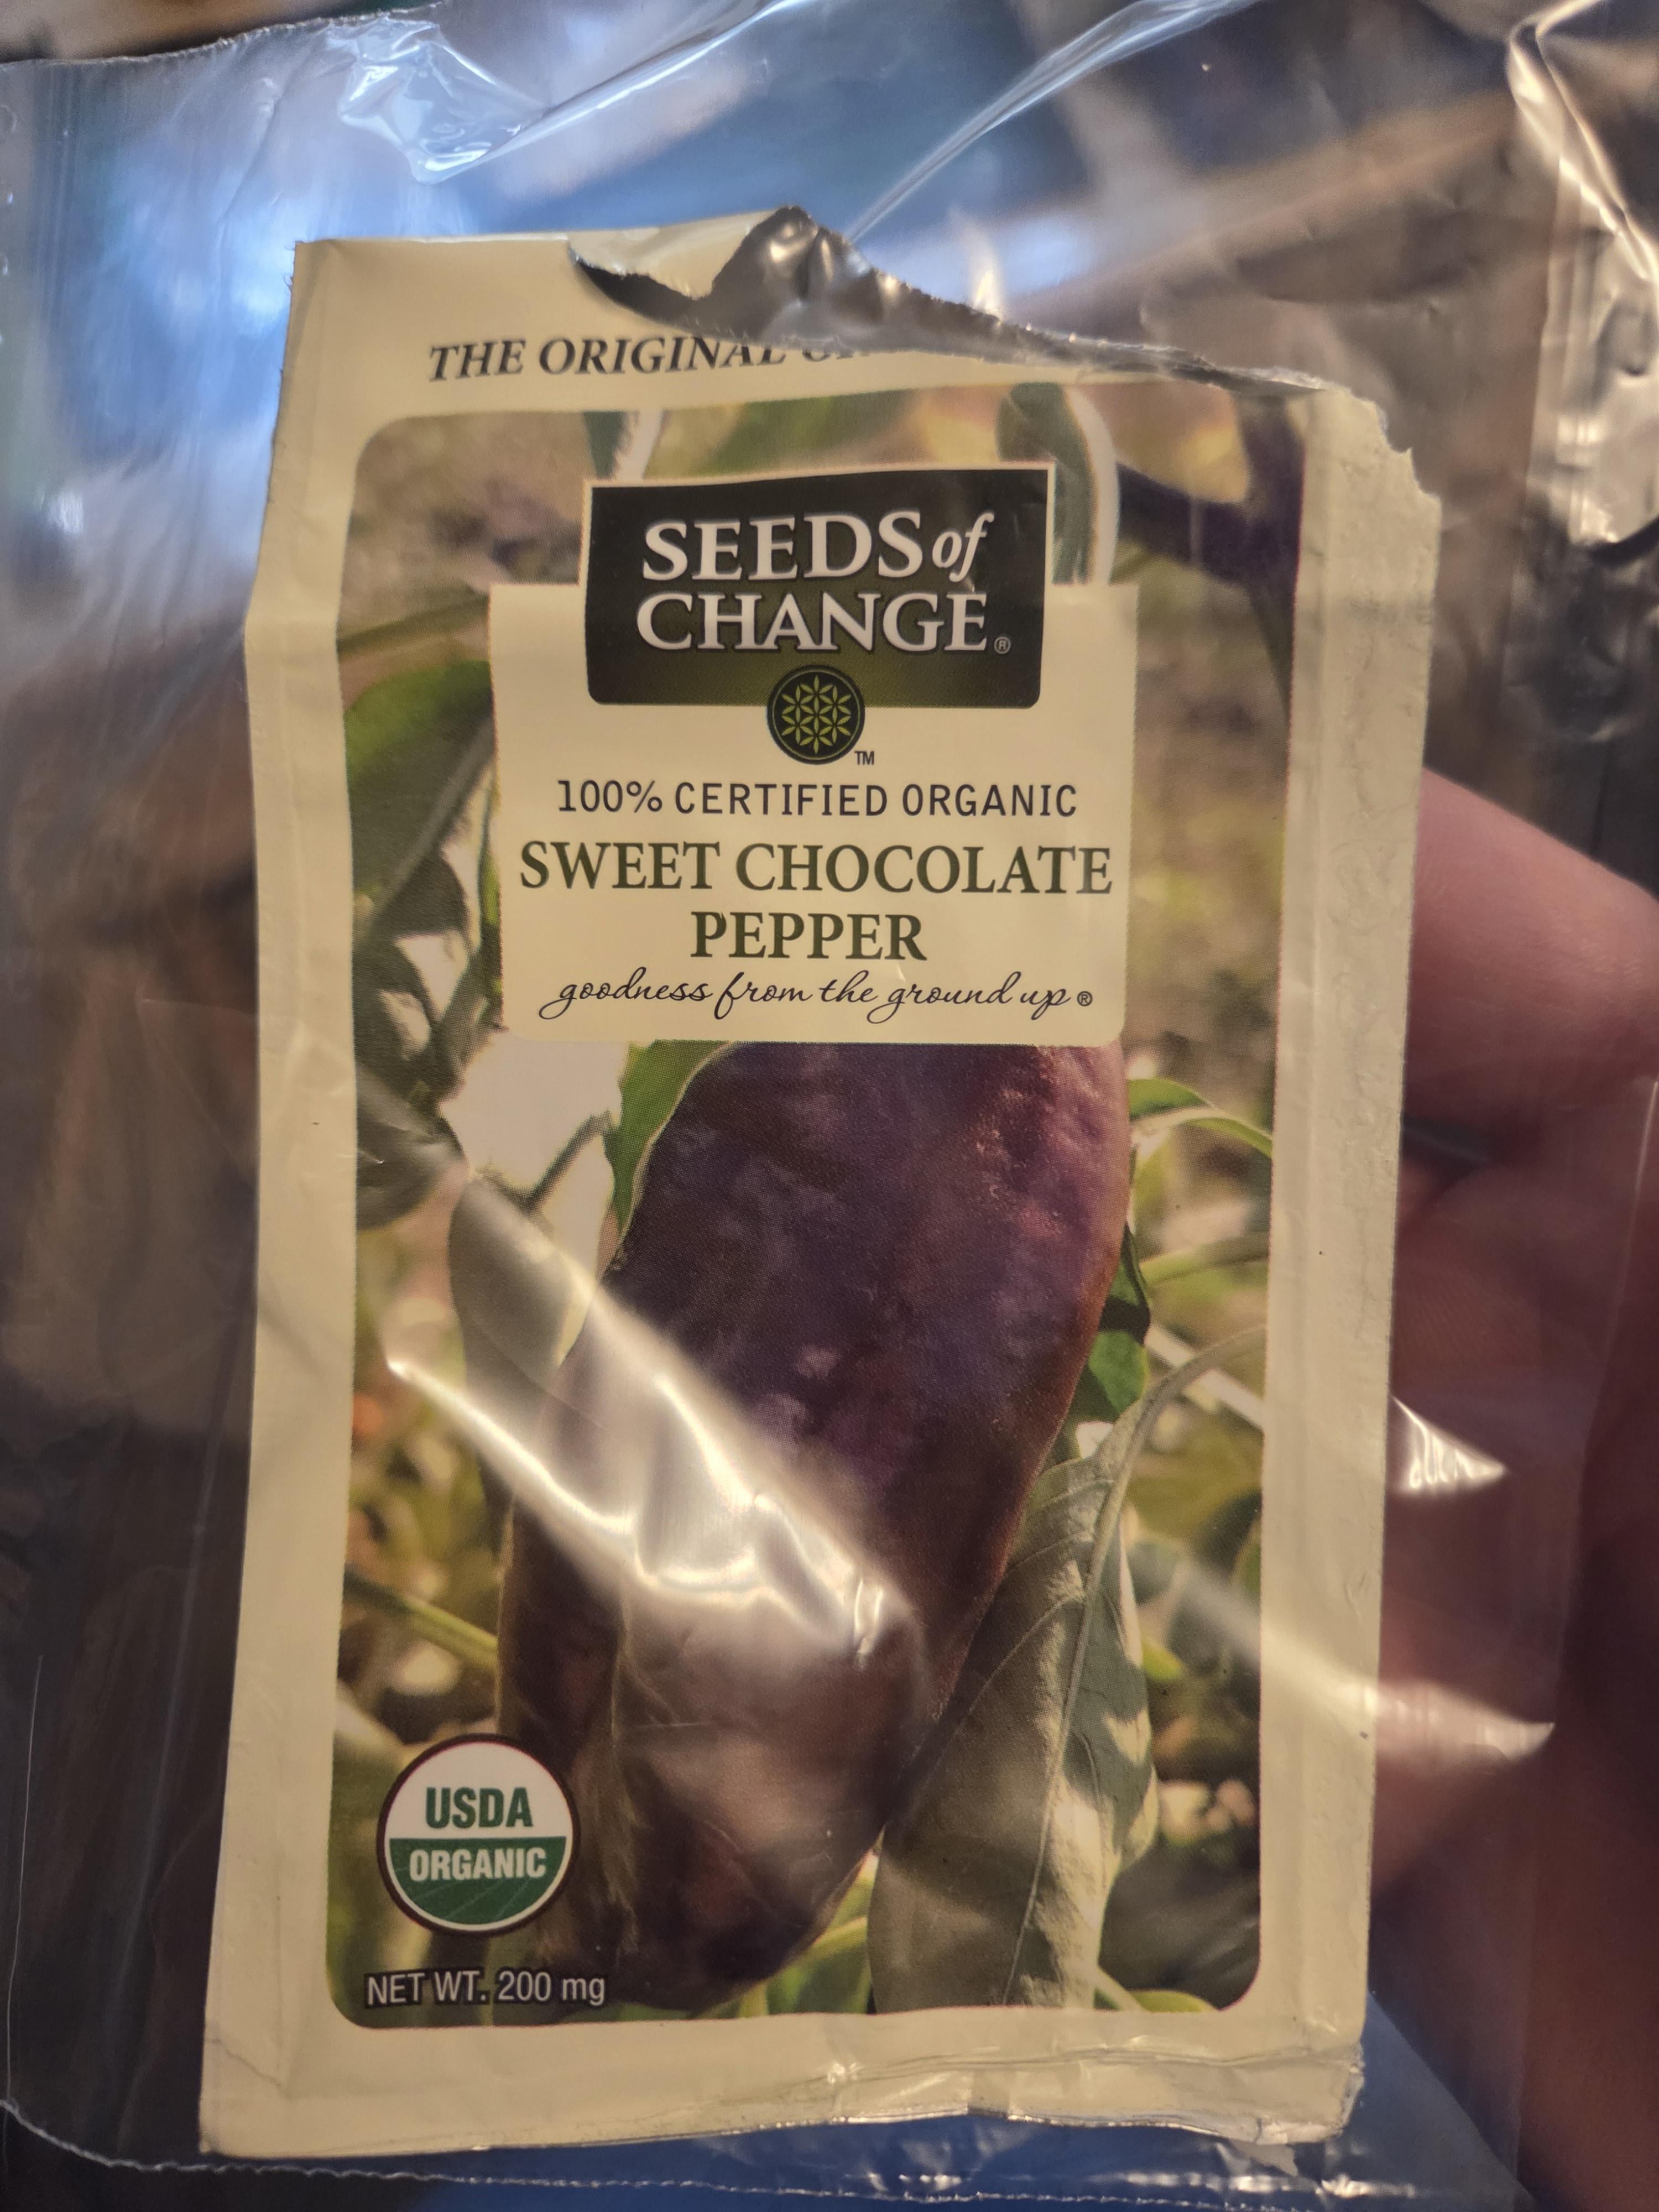 THE ORIGINAL
SEEDS of
CHANGE®
™
100% CERTIFIED ORGANIC
SWEET CHOCOLATE
PEPPER
goodness from the ground up®
USDA
ORGANIC
NET WT. 200 mg